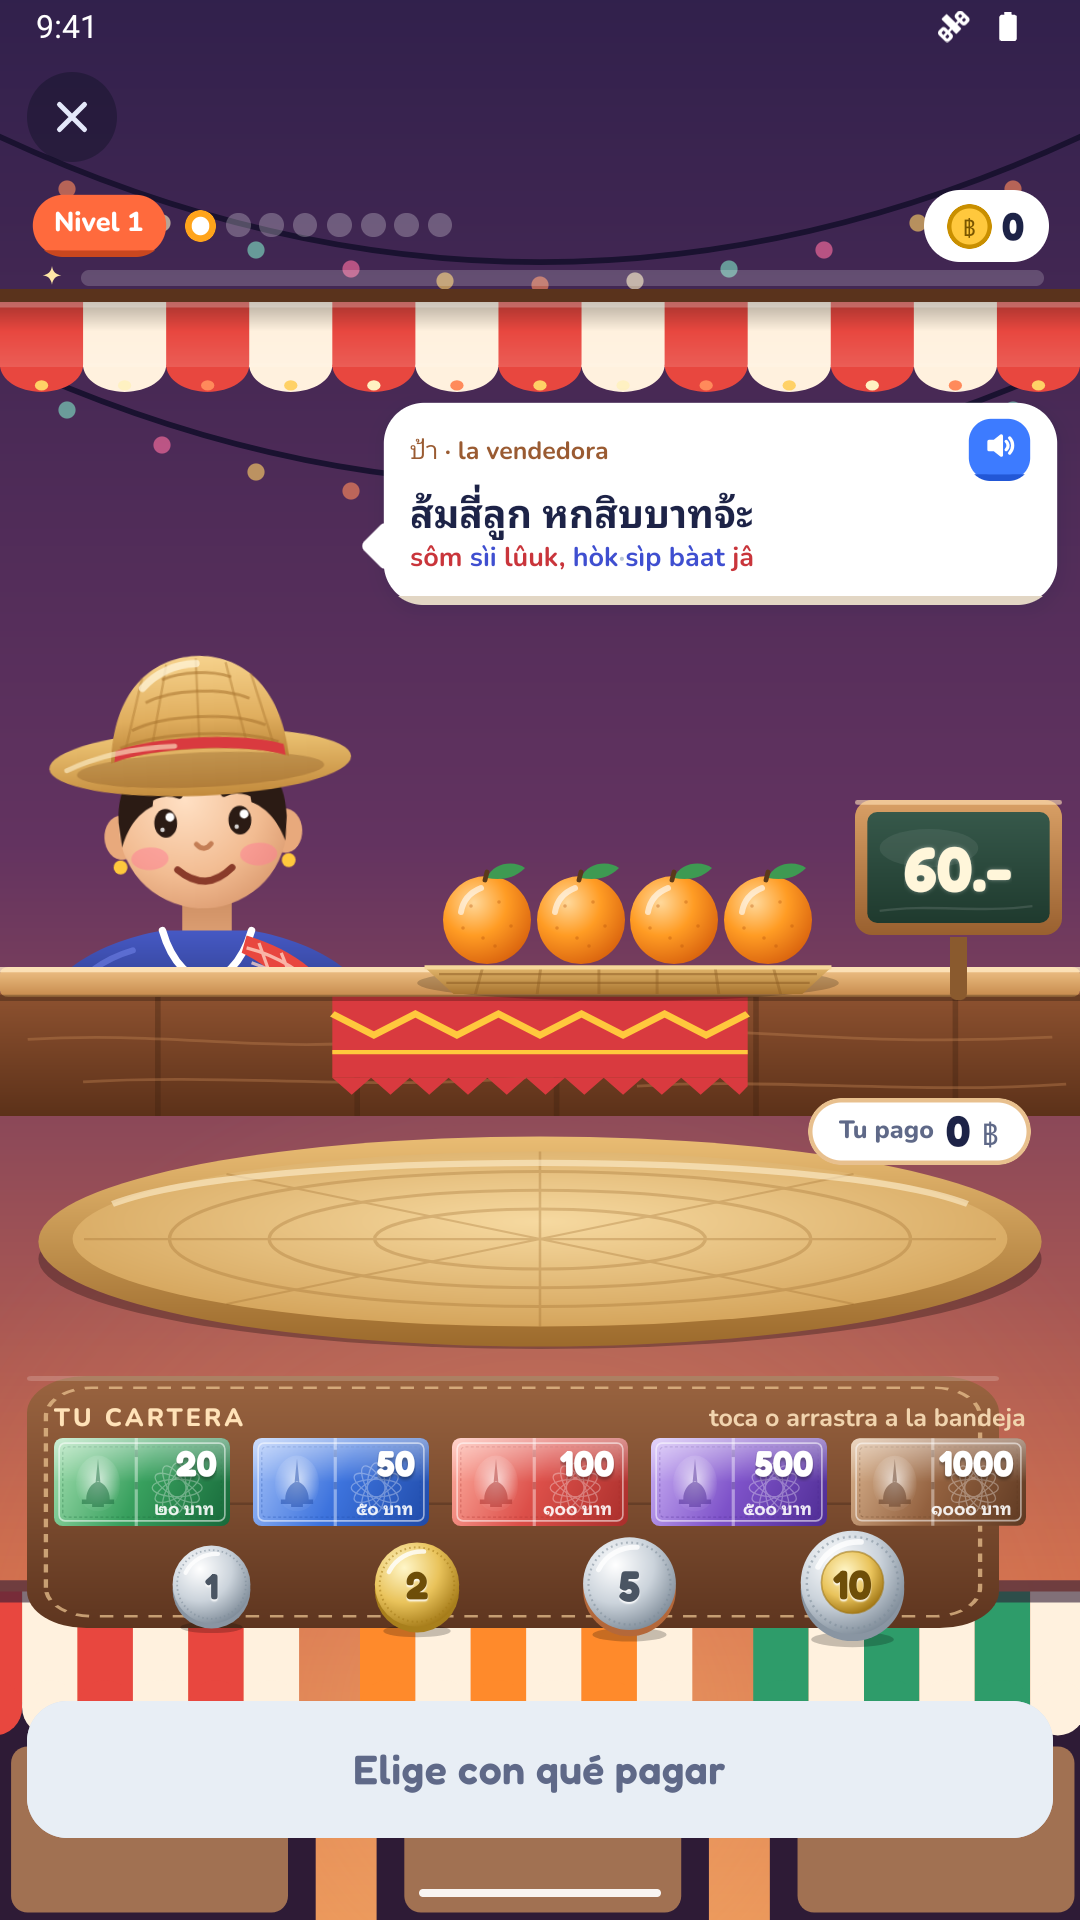 9:41
Nivel 1
฿ 0
ป้า · la vendedora
ส้มสี่ลูก หกสิบบาทจ้ะ
sôm sìi lûuk, hòk·sìp bàat jâ
60.-
Tu pago 0 ฿
TU CARTERA
toca o arrastra a la bandeja
20 50 100 500 1000
๒๐ บาท ๕๐ บาท ๑๐๐ บาท ๕๐๐ บาท ๑๐๐๐ บาท
1 2 5 10
Elige con qué pagar